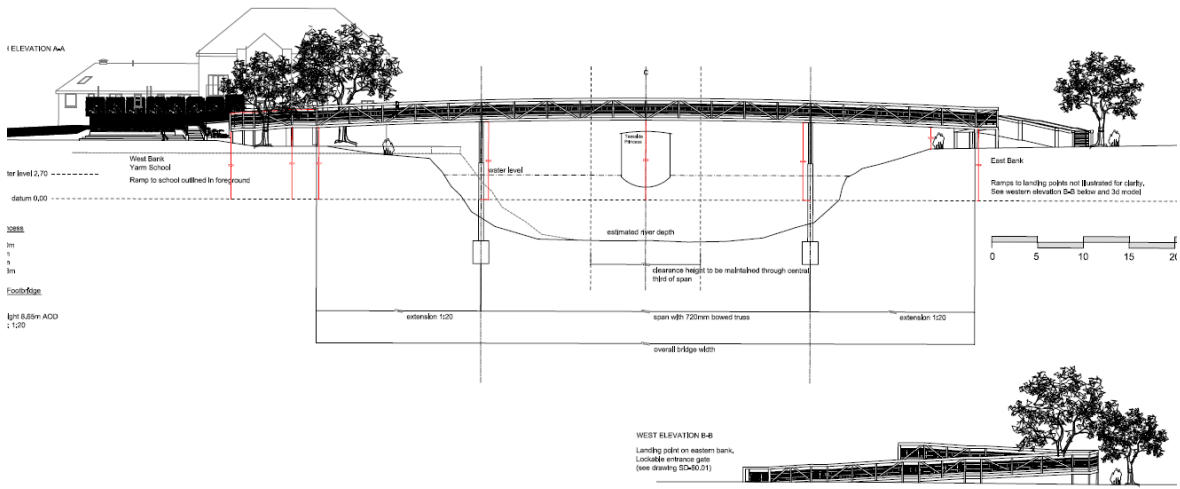 H ELEVATION A-A
C
Teesside
Princess
West Bank
Yarm School
Ramp to school outlined in foreground
water level
East Bank
Ramps to landing points not illustrated for clarity.
See western elevation B-B below and 3d model
ter level 2,70
datum 0,00
estimated river depth
0 5 10 15 20
clearance height to be maintained through central
third of span
Footbridge
ight 8.65m AOD
: 1:20
extension 1:20
span with 720mm bowed truss
extension 1:20
overall bridge width
WEST ELEVATION B-B
Landing point on eastern bank,
Lockable entrance gate
(see drawing SD-60.01)